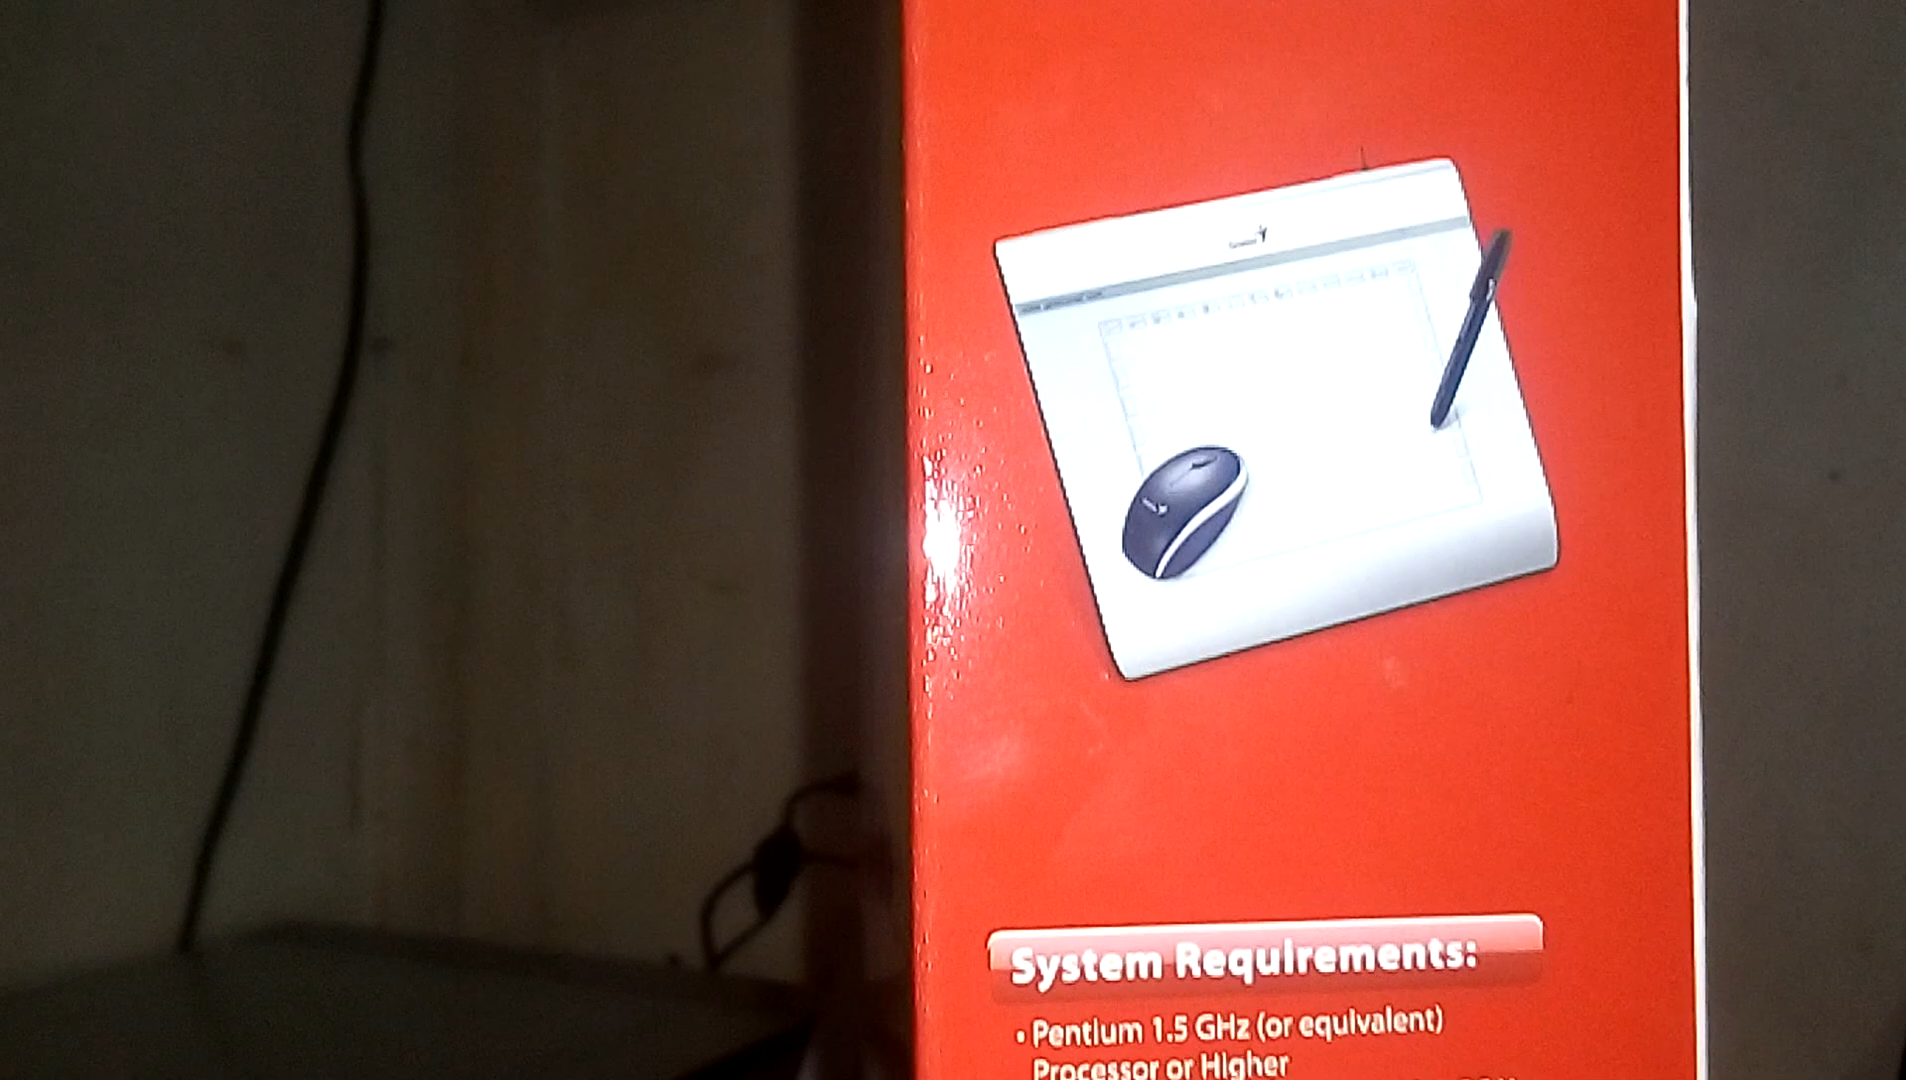 System Requirements:
• Pentium 1.5 GHz (or equivalent)
Processor or Higher